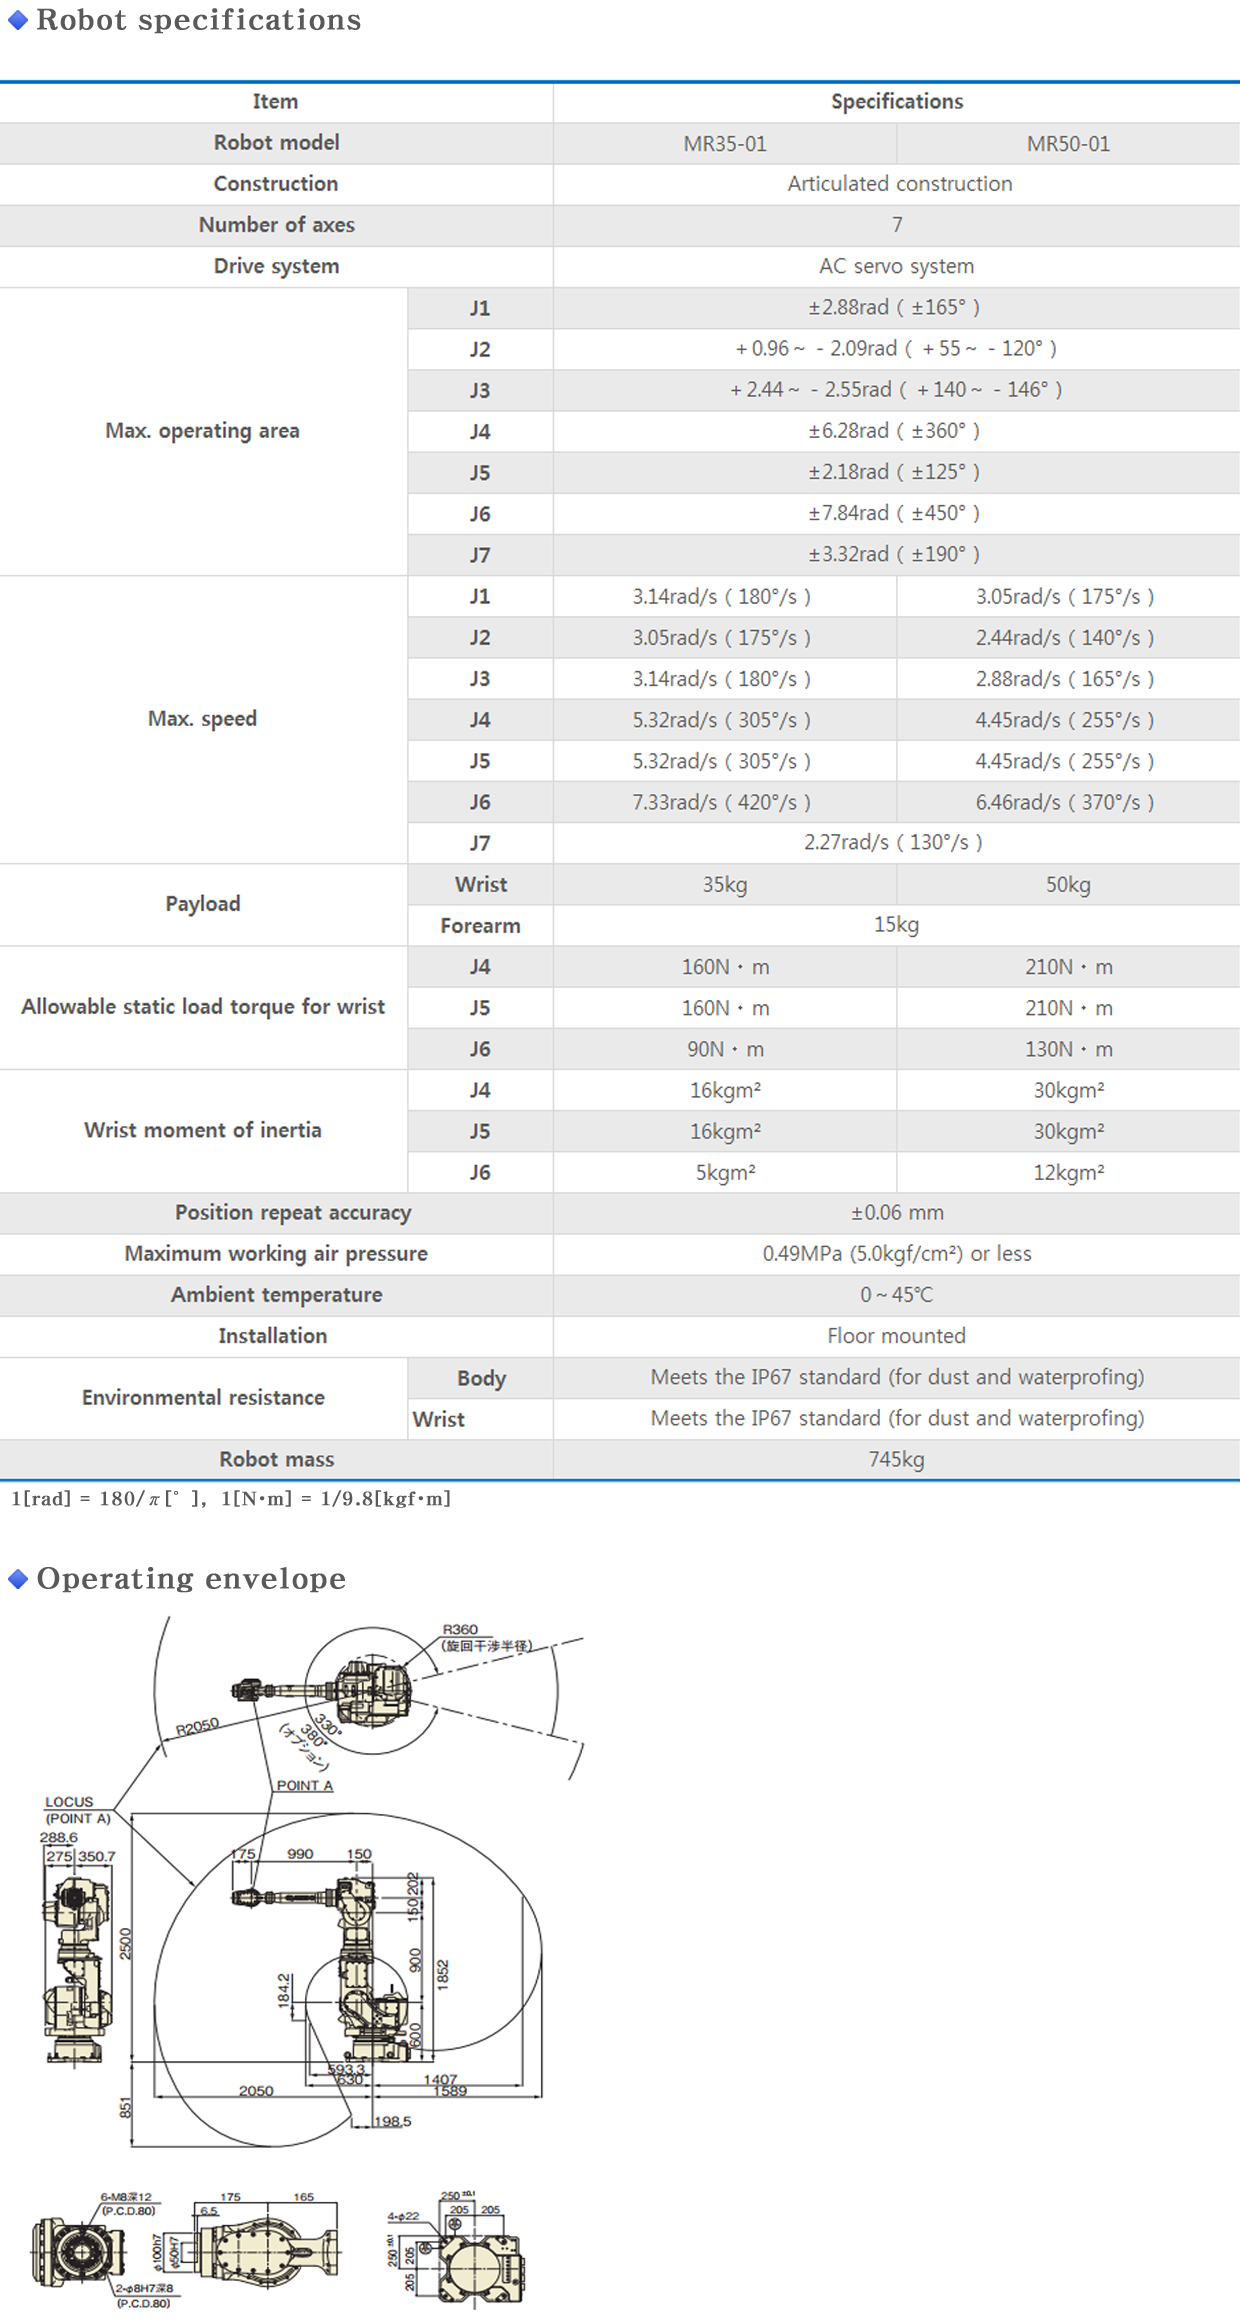 Robot specifications
Item Specifications
Robot model MR35-01 MR50-01
Construction Articulated construction
Number of axes 7
Drive system AC servo system
Max. operating area
J1 ±2.88rad ( ±165° )
J2 +0.96～ -2.09rad ( +55～ -120° )
J3 +2.44～ -2.55rad ( +140～ -146° )
J4 ±6.28rad ( ±360° )
J5 ±2.18rad ( ±125° )
J6 ±7.84rad ( ±450° )
J7 ±3.32rad ( ±190° )
Max. speed
J1 3.14rad/s ( 180°/s ) 3.05rad/s ( 175°/s )
J2 3.05rad/s ( 175°/s ) 2.44rad/s ( 140°/s )
J3 3.14rad/s ( 180°/s ) 2.88rad/s ( 165°/s )
J4 5.32rad/s ( 305°/s ) 4.45rad/s ( 255°/s )
J5 5.32rad/s ( 305°/s ) 4.45rad/s ( 255°/s )
J6 7.33rad/s ( 420°/s ) 6.46rad/s ( 370°/s )
J7 2.27rad/s ( 130°/s )
Payload
Wrist 35kg 50kg
Forearm 15kg
Allowable static load torque for wrist
J4 160N・m 210N・m
J5 160N・m 210N・m
J6 90N・m 130N・m
Wrist moment of inertia
J4 16kgm² 30kgm²
J5 16kgm² 30kgm²
J6 5kgm² 12kgm²
Position repeat accuracy ±0.06 mm
Maximum working air pressure 0.49MPa (5.0kgf/cm²) or less
Ambient temperature 0～45℃
Installation Floor mounted
Environmental resistance
Body Meets the IP67 standard (for dust and waterprofing)
Wrist Meets the IP67 standard (for dust and waterprofing)
Robot mass 745kg
1[rad] = 180/π[° ], 1[N·m] = 1/9.8[kgf·m]
Operating envelope
R360
(旋回干渉半径)
R2050
330°
380°
(オプション)
POINT A
LOCUS
(POINT A)
288.6
275 350.7
175 990 150
202
150
2500
900
1852
184.2
600
593.3
630
1407
2050
1589
851
198.5
6-M8深12
(P.C.D.80)
2-φ8H7深8
(P.C.D.80)
175 165
6.5
φ100h7
φ50H7
250 ±0.1
205 205
4-φ22
250 ±0.1
205
205